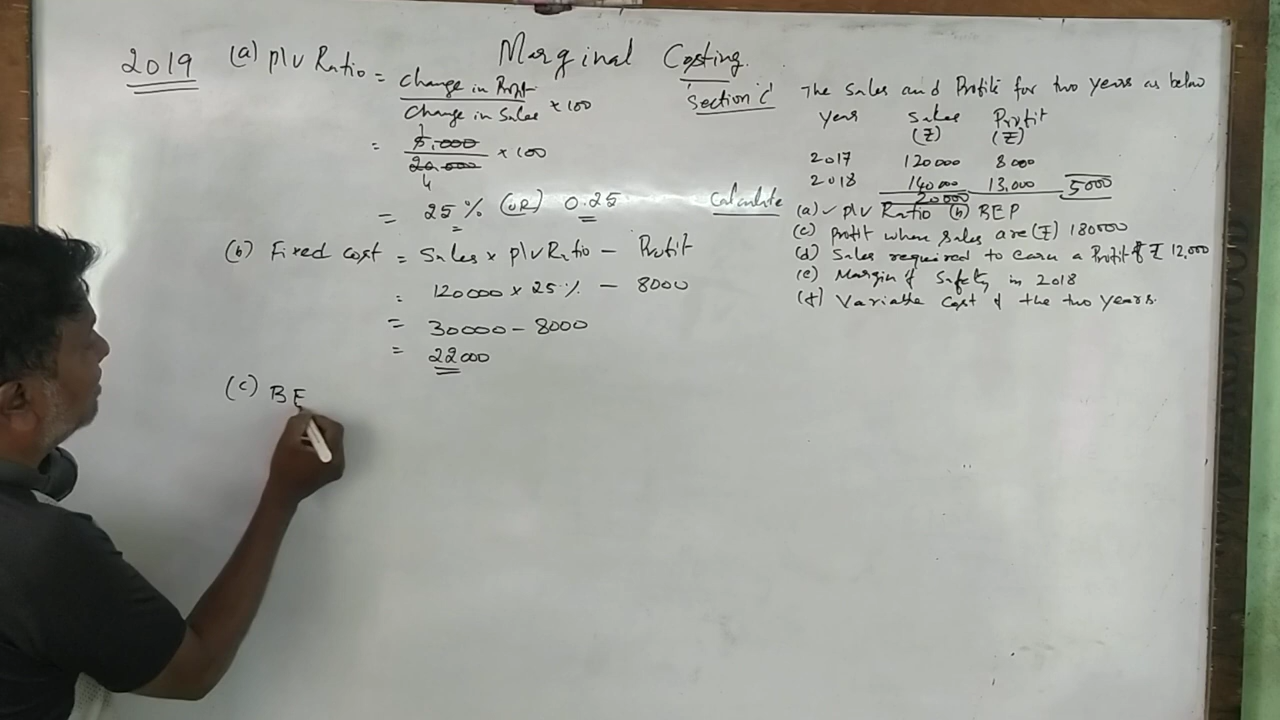 Marginal Costing.
2019 (a) p/v Ratio = Change in Profit / Change in Sales × 100
= 5,000 / 20,000 × 100
1
4
= 25% (OR) 0.25
(b) Fixed cost = Sales × p/v Ratio - Profit
= 120000 × 25% - 8000
= 30000 - 8000
= 22000
(c) BE
'Section C' The Sales and Profits for two years as below
Year Sales (₹) Profit (₹)
2017 120000 8000
2018 140000 13,000 5000
20000
Calculate (a) ✓ p/v Ratio (b) BEP
(c) Profit when sales are (₹) 180000
(d) Sales required to earn a Profit of ₹ 12,000
(e) Margin of Safety in 2018
(f) Variable Cost of the two years.